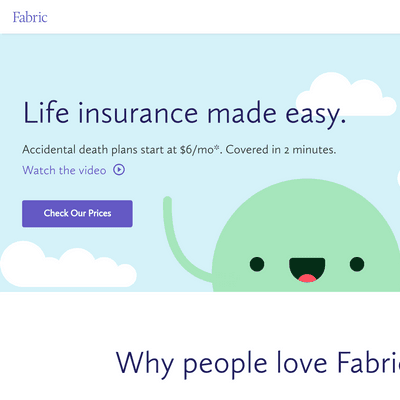 Fabric
Life insurance made easy.
Accidental death plans start at $6/mo*. Covered in 2 minutes.
Watch the video
Check Our Prices
Why people love Fabri